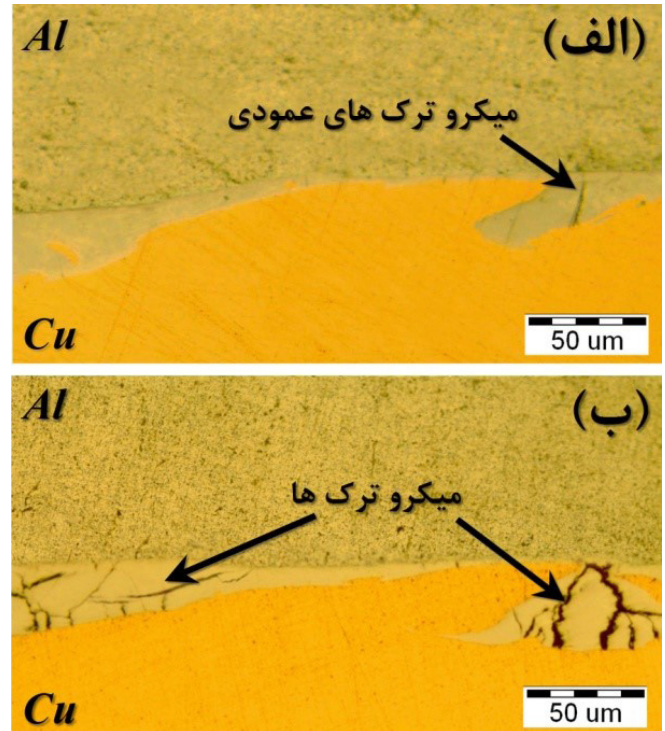 Al
(الف)
میکرو ترک های عمودی
Cu
50 um
Al
(ب)
میکرو ترک ها
Cu
50 um